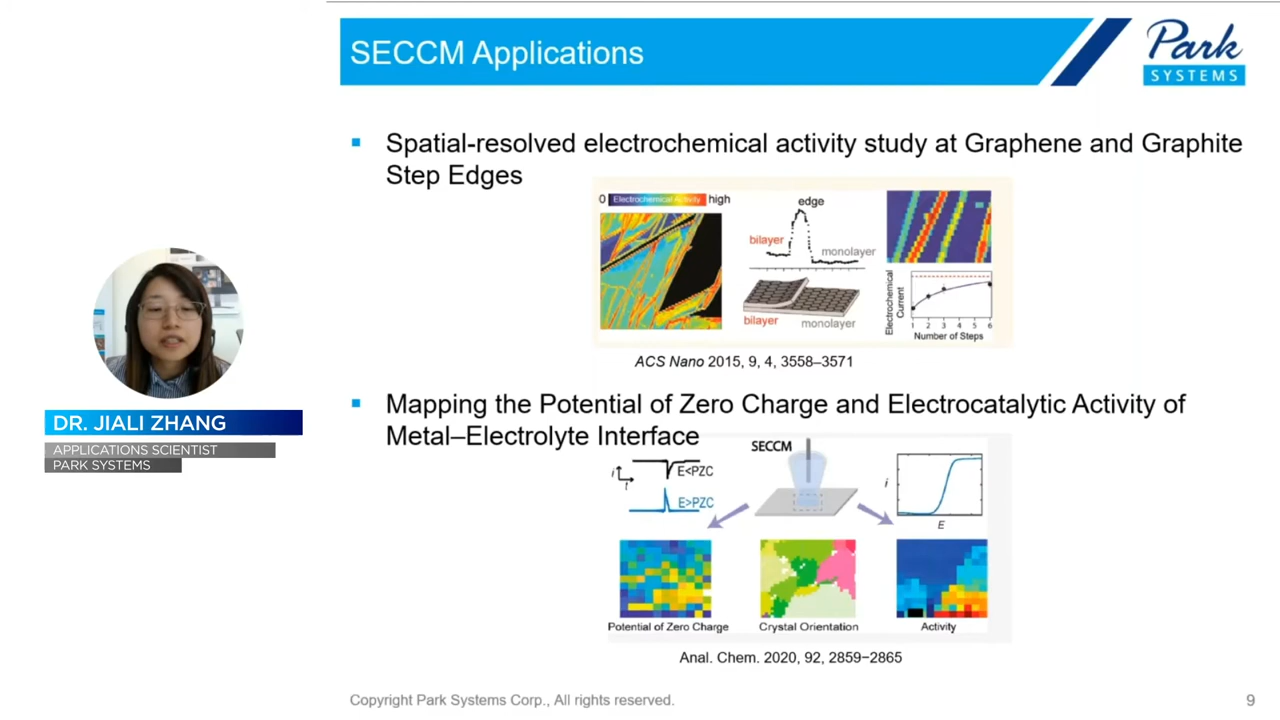 SECCM Applications
Park
SYSTEMS
▪ Spatial-resolved electrochemical activity study at Graphene and Graphite
Step Edges
0 Electrochemical Activity high
edge
bilayer
monolayer
bilayer
monolayer
Electrochemical
Current
1 2 3 4 5 6
Number of Steps
ACS Nano 2015, 9, 4, 3558–3571
DR. JIALI ZHANG
APPLICATIONS SCIENTIST
PARK SYSTEMS
▪ Mapping the Potential of Zero Charge and Electrocatalytic Activity of
Metal–Electrolyte Interface
SECCM
i
t
E<PZC
E>PZC
i
E
Potential of Zero Charge
Crystal Orientation
Activity
Anal. Chem. 2020, 92, 2859−2865
Copyright Park Systems Corp., All rights reserved.
9